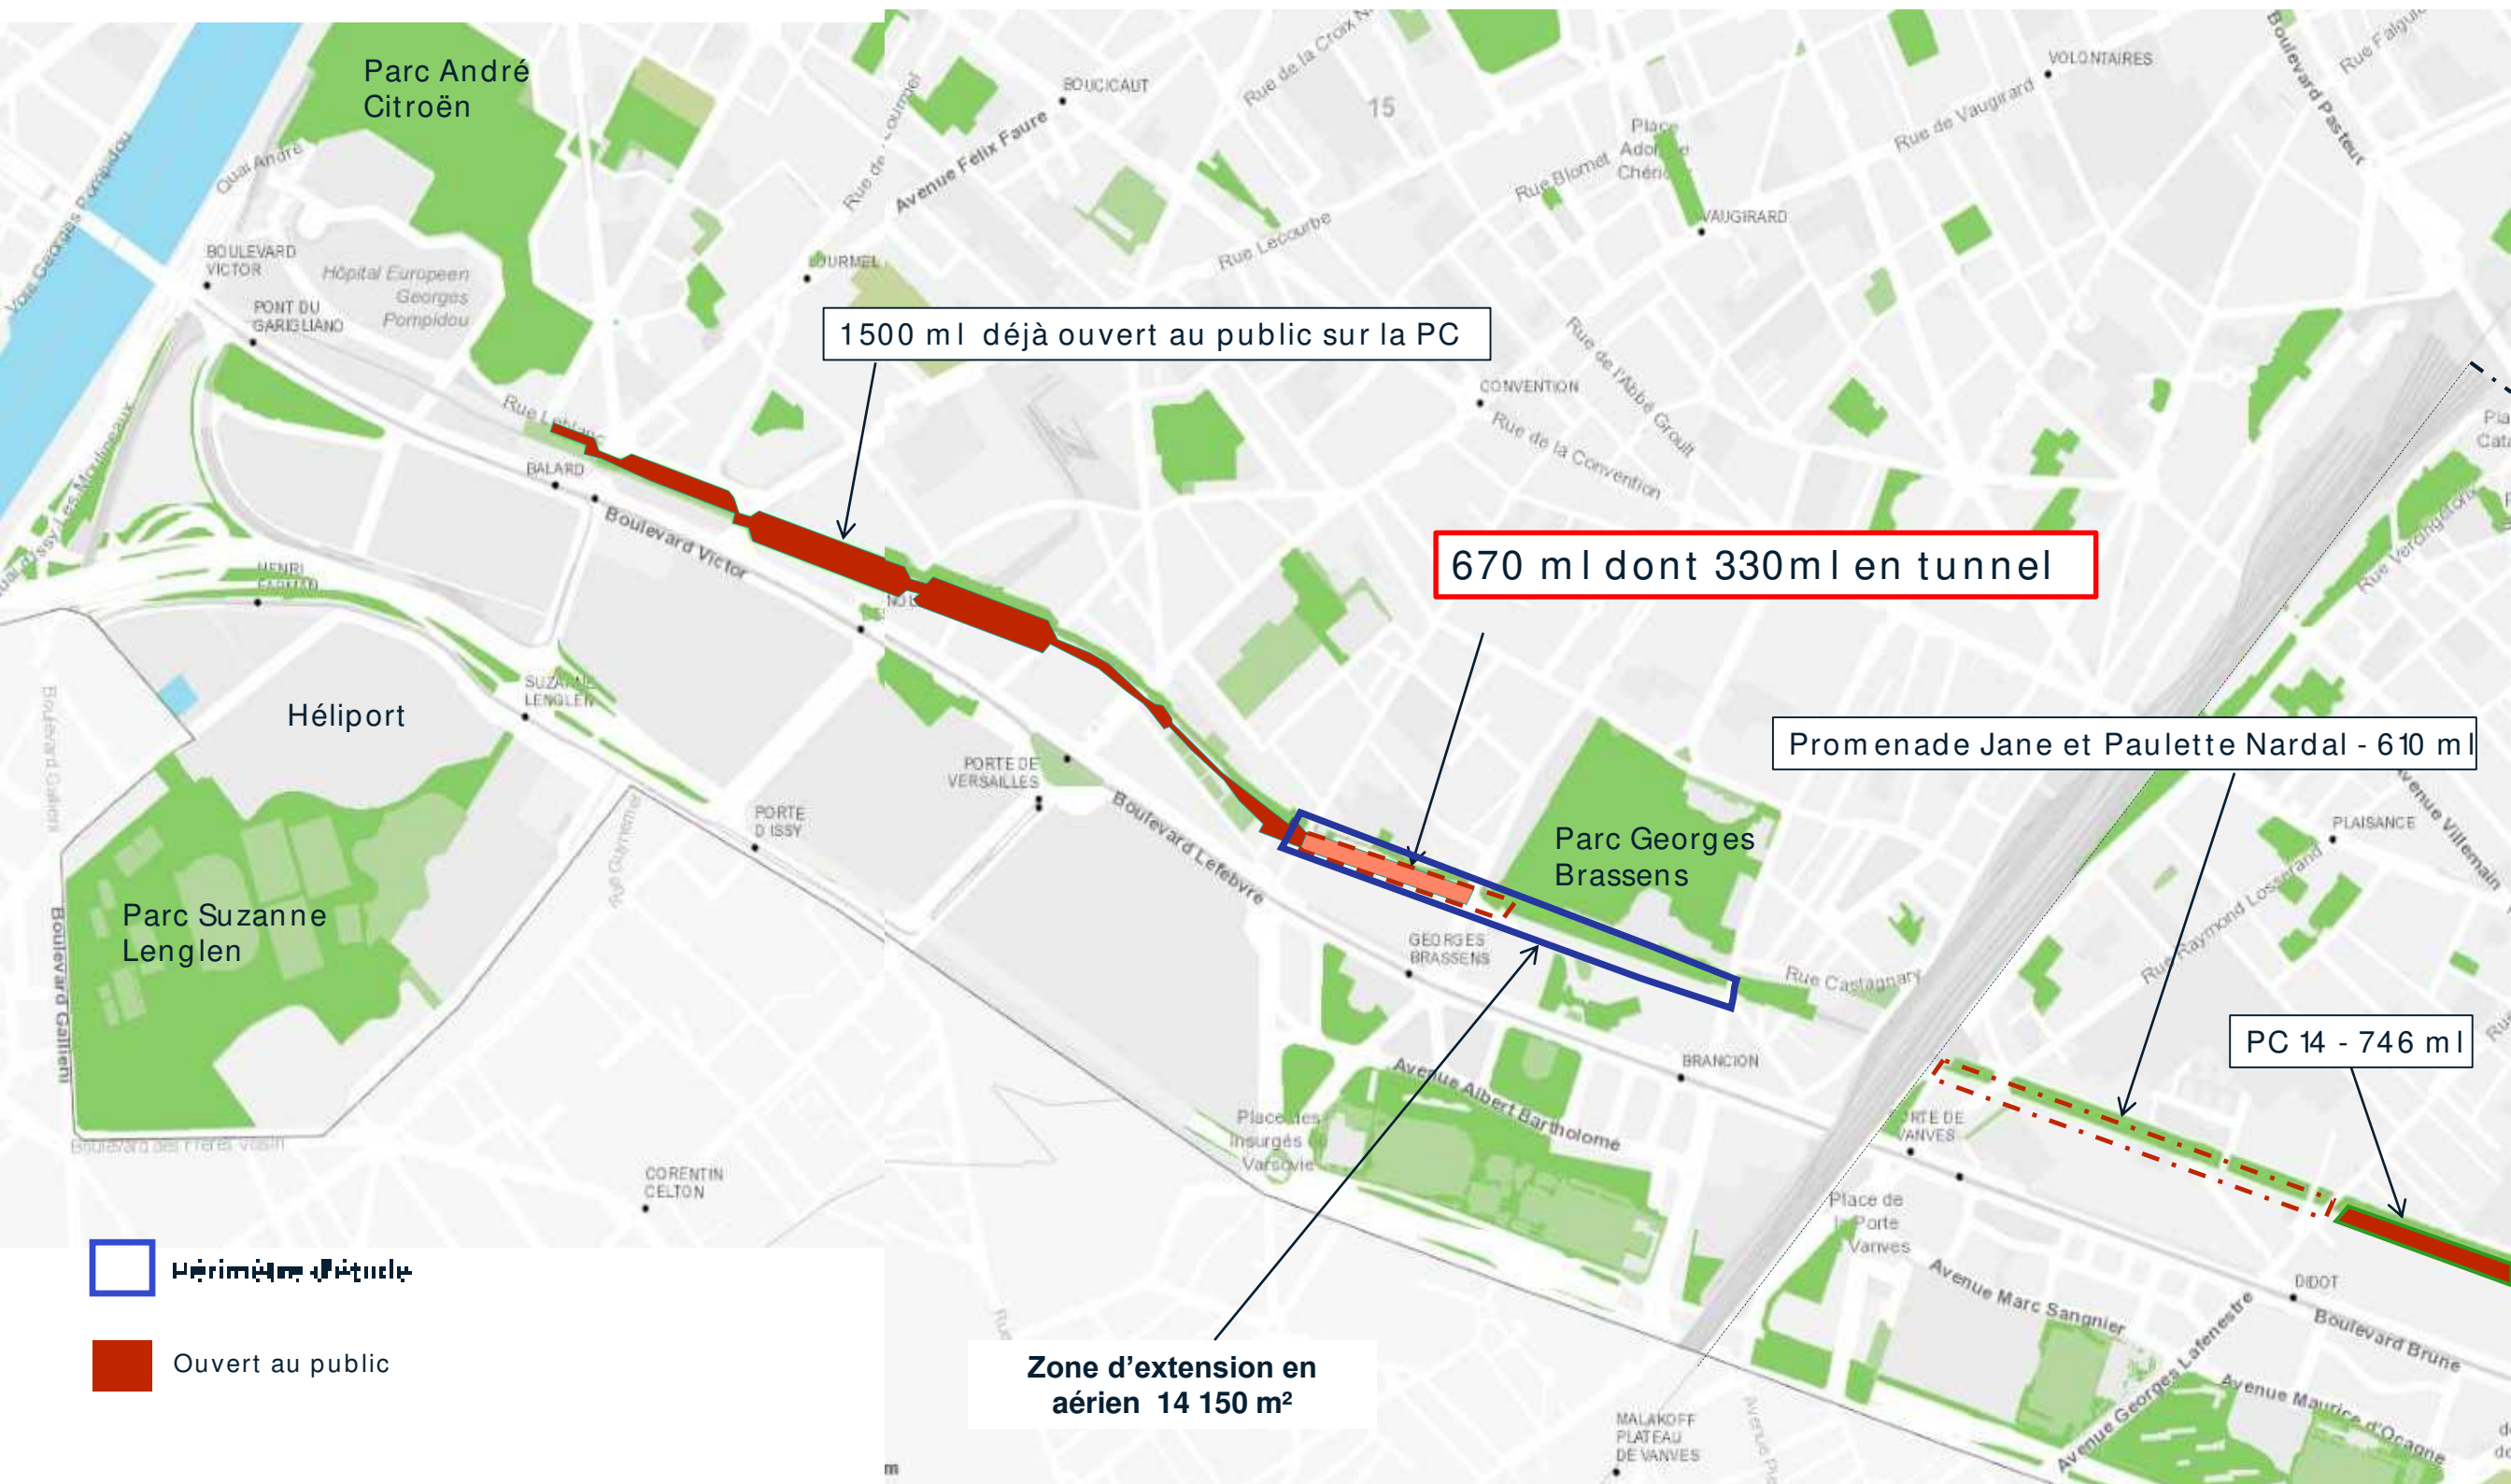 Parc André
Citroën
BOUCICAUT
Rue de la Croix N
15
VOLONTAIRES
Boulevard Pasteur
Rue de Vaugirard
Place
Rue Blomet
Avenue Félix Faure
Quai André
Voie Georges Pompidou
VAUGIRARD
Rue Lecourbe
BOULEVARD
VICTOR
Hôpital Europeen
Georges
Pompidou
PONT DU
GARIGLIANO
1500 ml déjà ouvert au public sur la PC
Rue de l'Abbé Groult
CONVENTION
Rue de la Convention
BALARD
Boulevard Victor
670 ml dont 330ml en tunnel
Rue Vercingetorix
HENRI
FARMAN
SUZANNE
LENGLEN
Héliport
Promenade Jane et Paulette Nardal - 610 ml
PORTE DE
VERSAILLES
PORTE
D ISSY
Boulevard Lefebvre
Parc Georges
Brassens
PLAISANCE
Avenue Villemain
Rue Raymond Losserand
Boulevard Gallieni
Parc Suzanne
Lenglen
Boulevard Gallieni
GEORGES
BRASSENS
Rue Castagnary
PC 14 - 746 ml
BRANCION
Avenue Albert Bartholomé
Place des
Insurgés
Varsovie
VANVES
Place de
Porte
Vanves
CORENTIN
CELTON
Avenue Marc Sangnier
DIDOT
Boulevard Brune
Avenue Georges Lafenestre
Avenue Maurice d'Ocagne
Ouvert au public
Zone d'extension en
aérien 14 150 m²
MALAKOFF
PLATEAU
DE VANVES
m